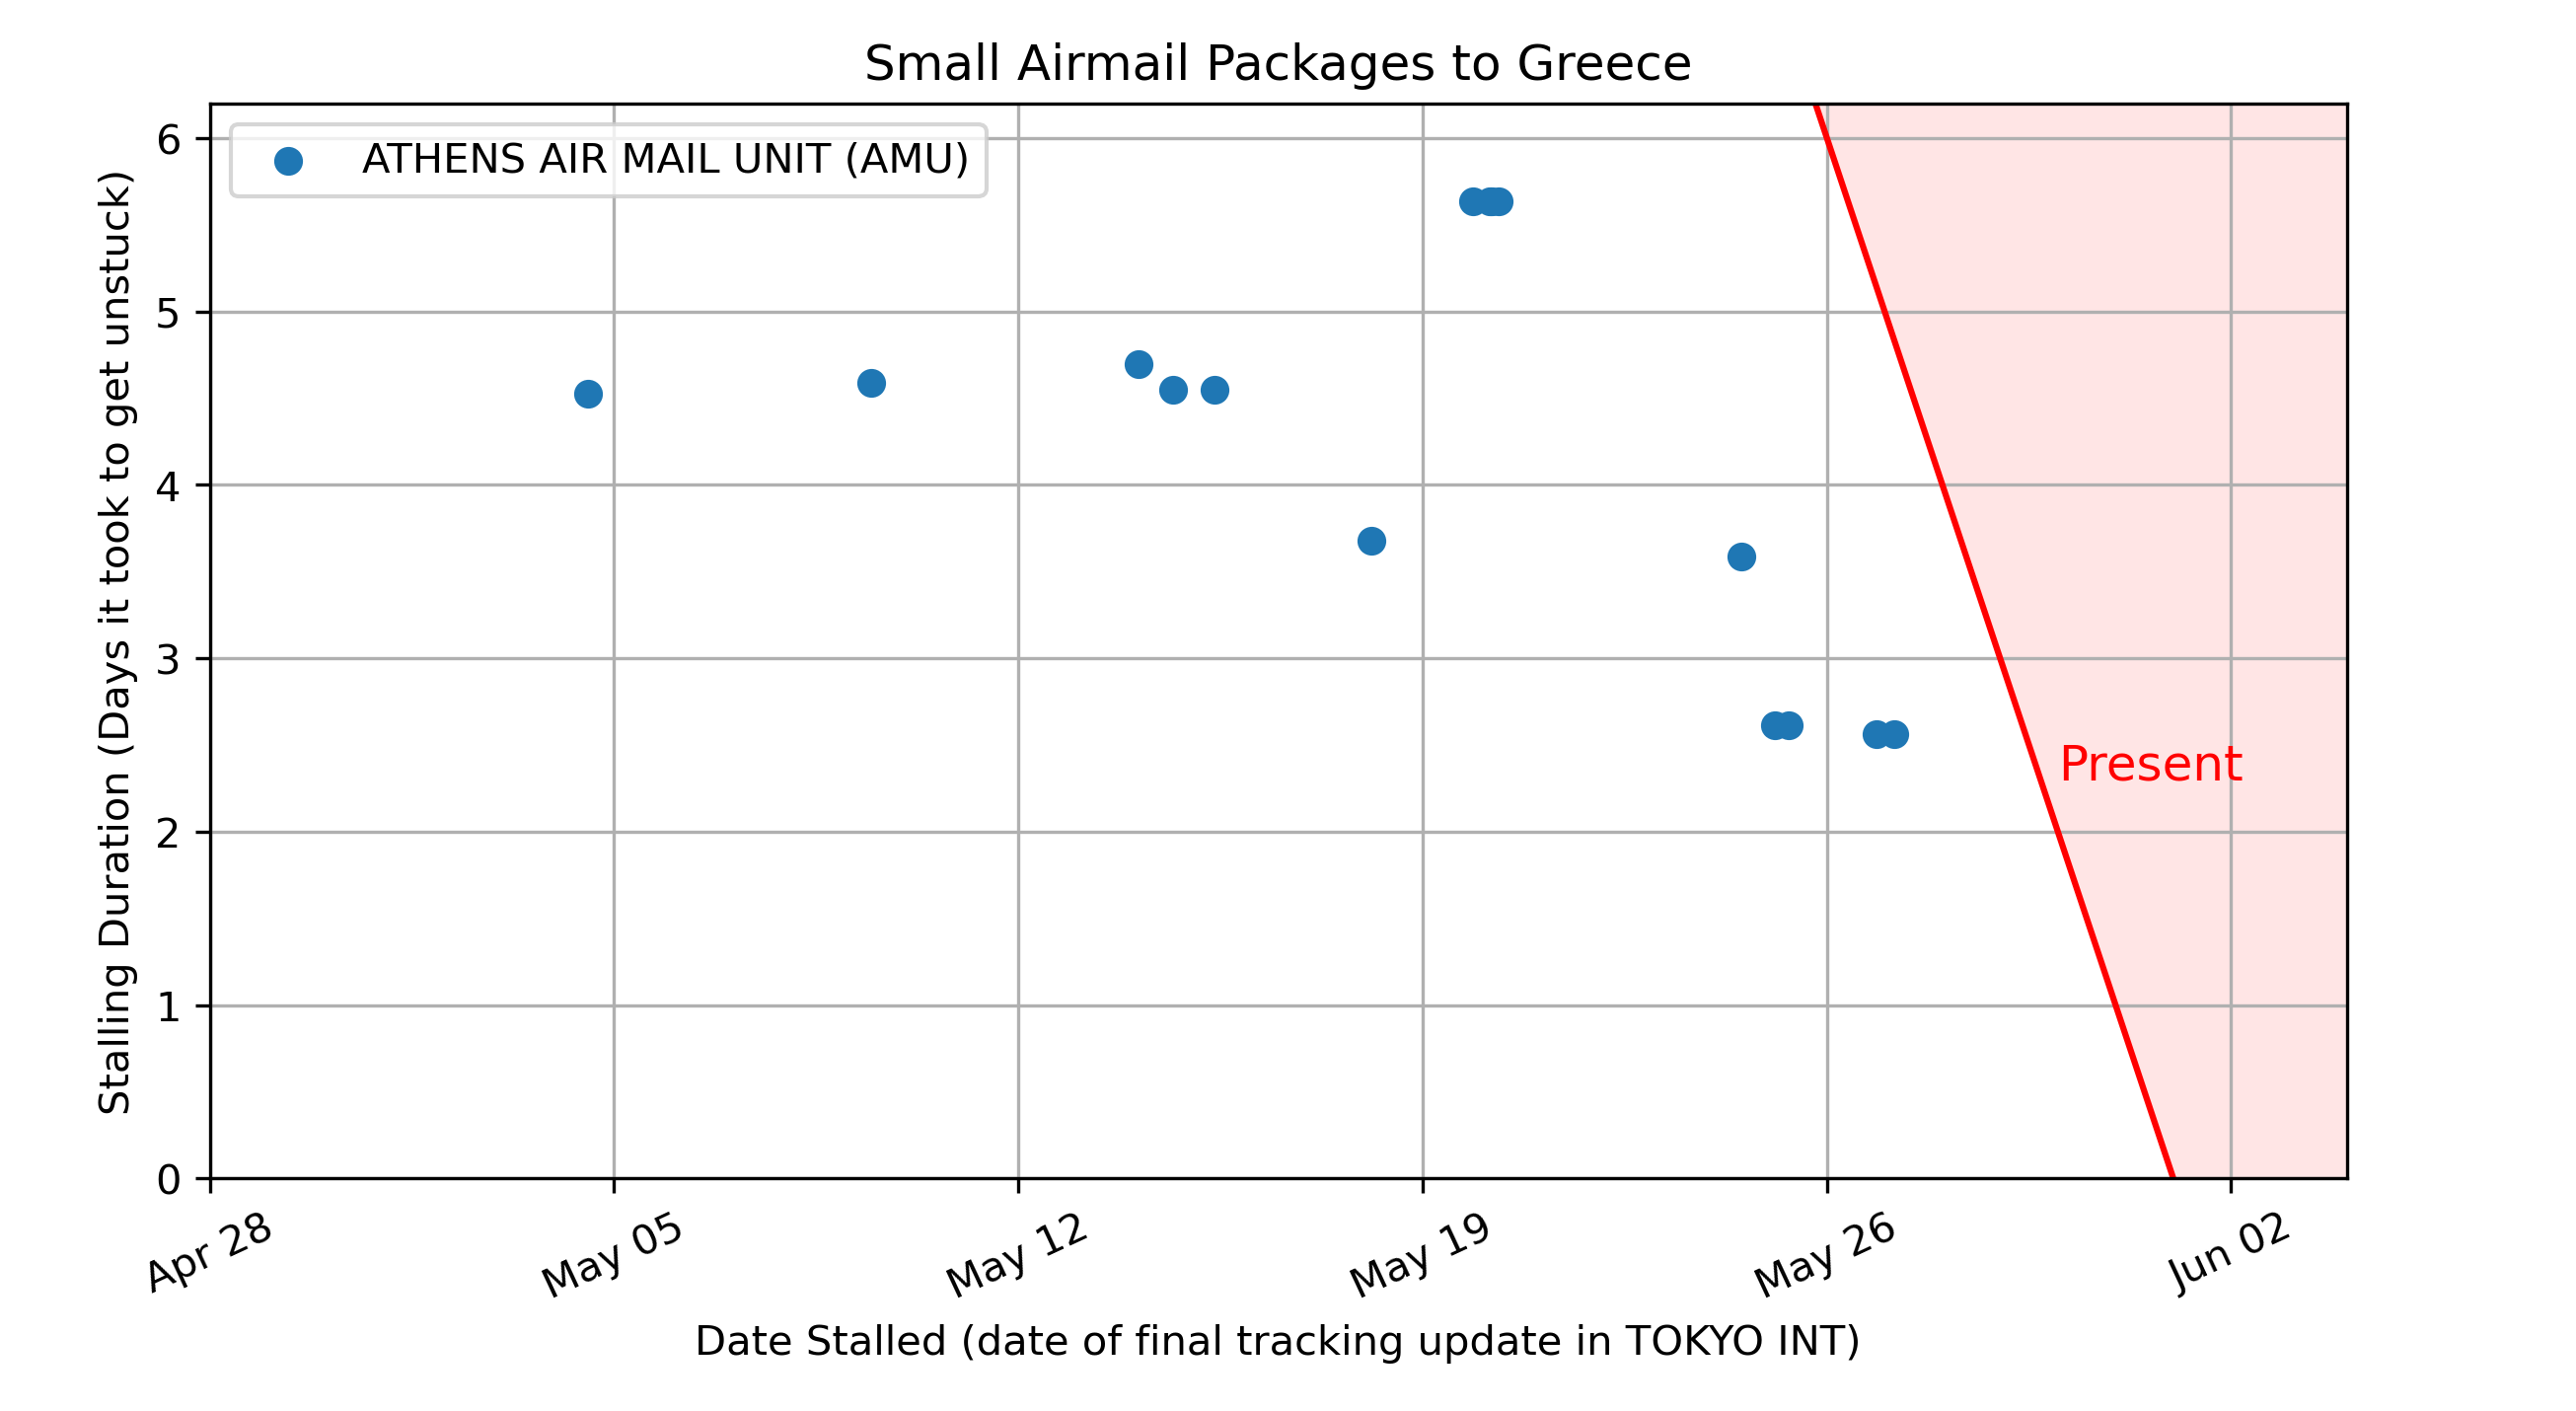 Small Airmail Packages to Greece
ATHENS AIR MAIL UNIT (AMU)
Stalling Duration (Days it took to get unstuck)
6
5
4
3
2
1
0
Present
Apr 28
May 05
May 12
May 19
May 26
Jun 02
Date Stalled (date of final tracking update in TOKYO INT)